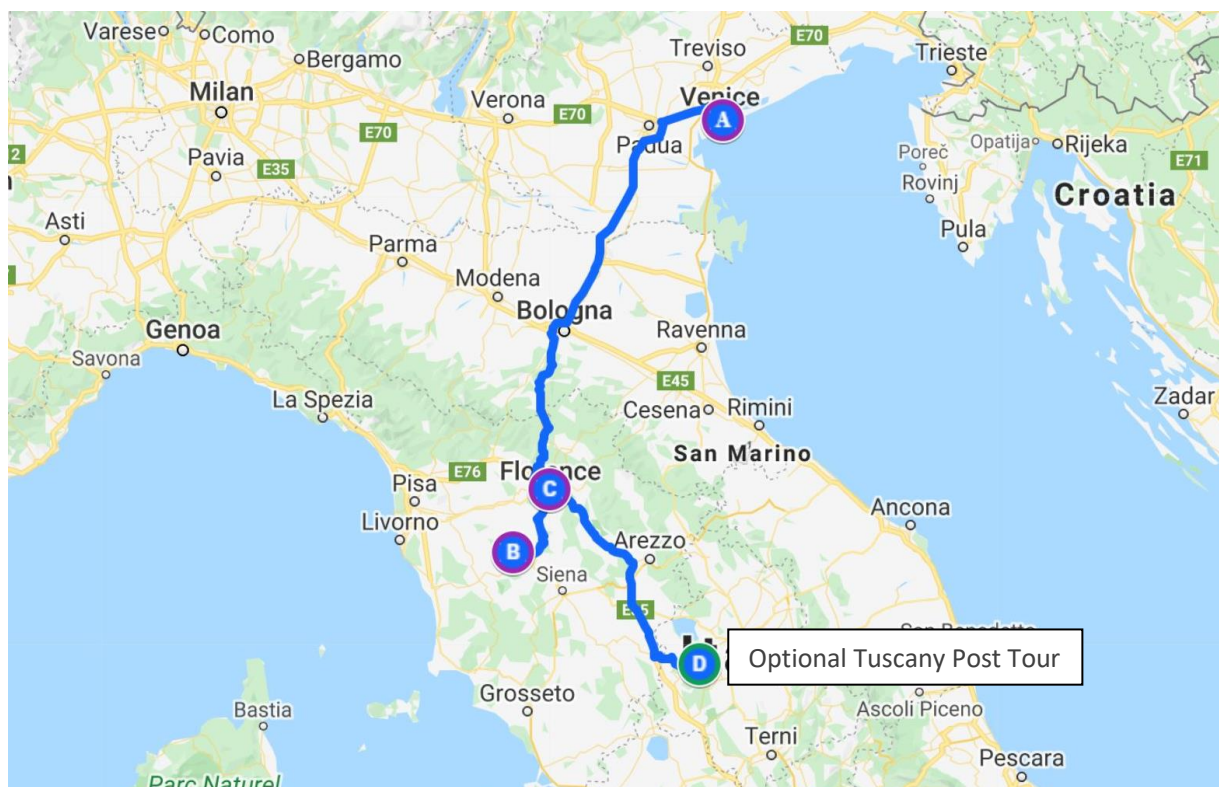 Varese
Como
Bergamo
Treviso
E70
Trieste
Milan
Verona
E70
Venice
A
Padua
E70
Pavia
E35
Poreč
Opatija
Rijeka
E71
Rovinj
2
Croatia
Asti
Parma
Pula
Modena
Bologna
Genoa
Ravenna
Savona
E45
Zadar
La Spezia
Cesena
Rimini
San Marino
E76
Florence
Pisa
C
Ancona
Livorno
B
Arezzo
Siena
D
Optional Tuscany Post Tour
Grosseto
Ascoli Piceno
Bastia
Terni
Pescara
Parc Naturel